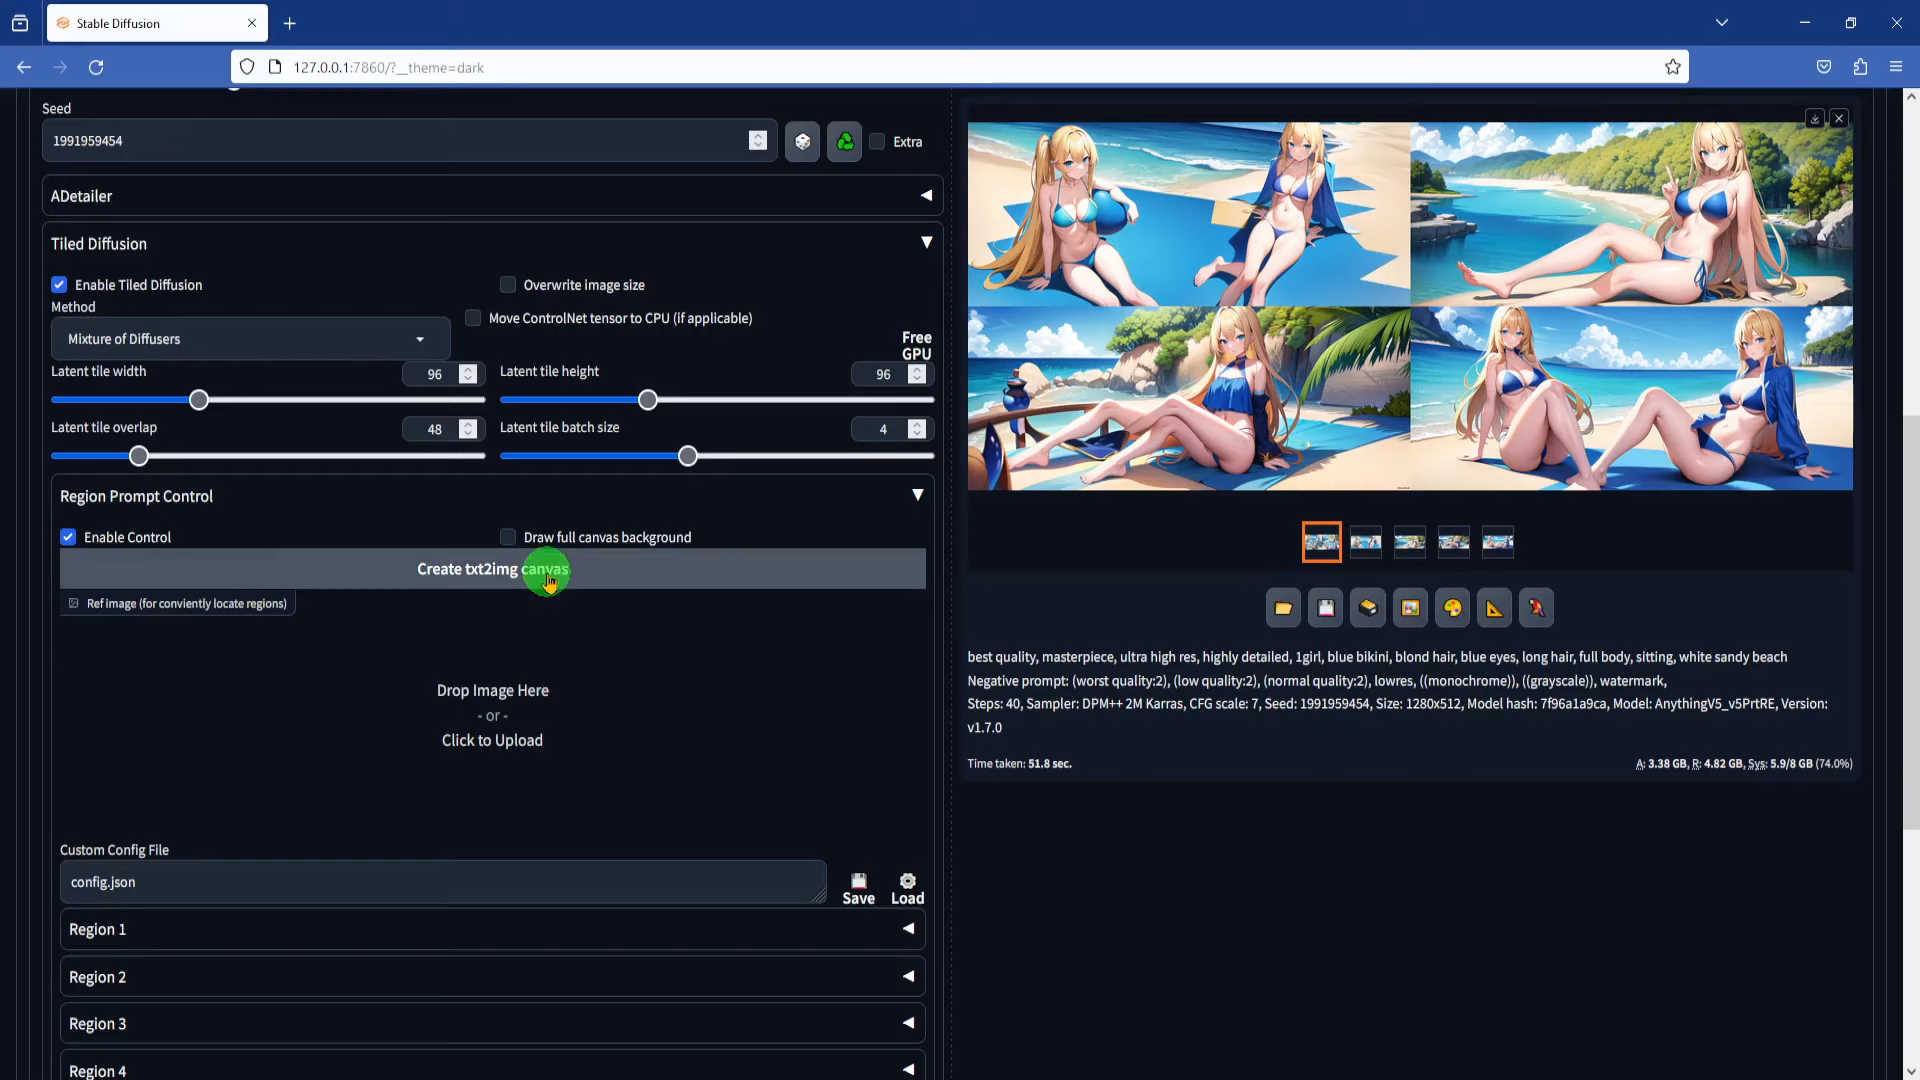 Stable Diffusion
127.0.0.1:7860/?__theme=dark
Seed
1991959454
Extra
ADetailer
Tiled Diffusion
Enable Tiled Diffusion
Overwrite image size
Method
Move ControlNet tensor to CPU (if applicable)
Mixture of Diffusers
Free
GPU
Latent tile width
96
Latent tile height
96
Latent tile overlap
48
Latent tile batch size
4
Region Prompt Control
Enable Control
Draw full canvas background
Create txt2img canvas
Ref image (for conviently locate regions)
Drop Image Here
- or -
Click to Upload
Custom Config File
config.json
Save
Load
Region 1
Region 2
Region 3
Region 4
best quality, masterpiece, ultra high res, highly detailed, 1girl, blue bikini, blond hair, blue eyes, long hair, full body, sitting, white sandy beach
Negative prompt: (worst quality:2), (low quality:2), (normal quality:2), lowres, ((monochrome)), ((grayscale)), watermark,
Steps: 40, Sampler: DPM++ 2M Karras, CFG scale: 7, Seed: 1991959454, Size: 1280x512, Model hash: 7f96a1a9ca, Model: AnythingV5_v5PrtRE, Version:
v1.7.0
Time taken: 51.8 sec.
A: 3.38 GB, R: 4.82 GB, Sys: 5.9/8 GB (74.0%)